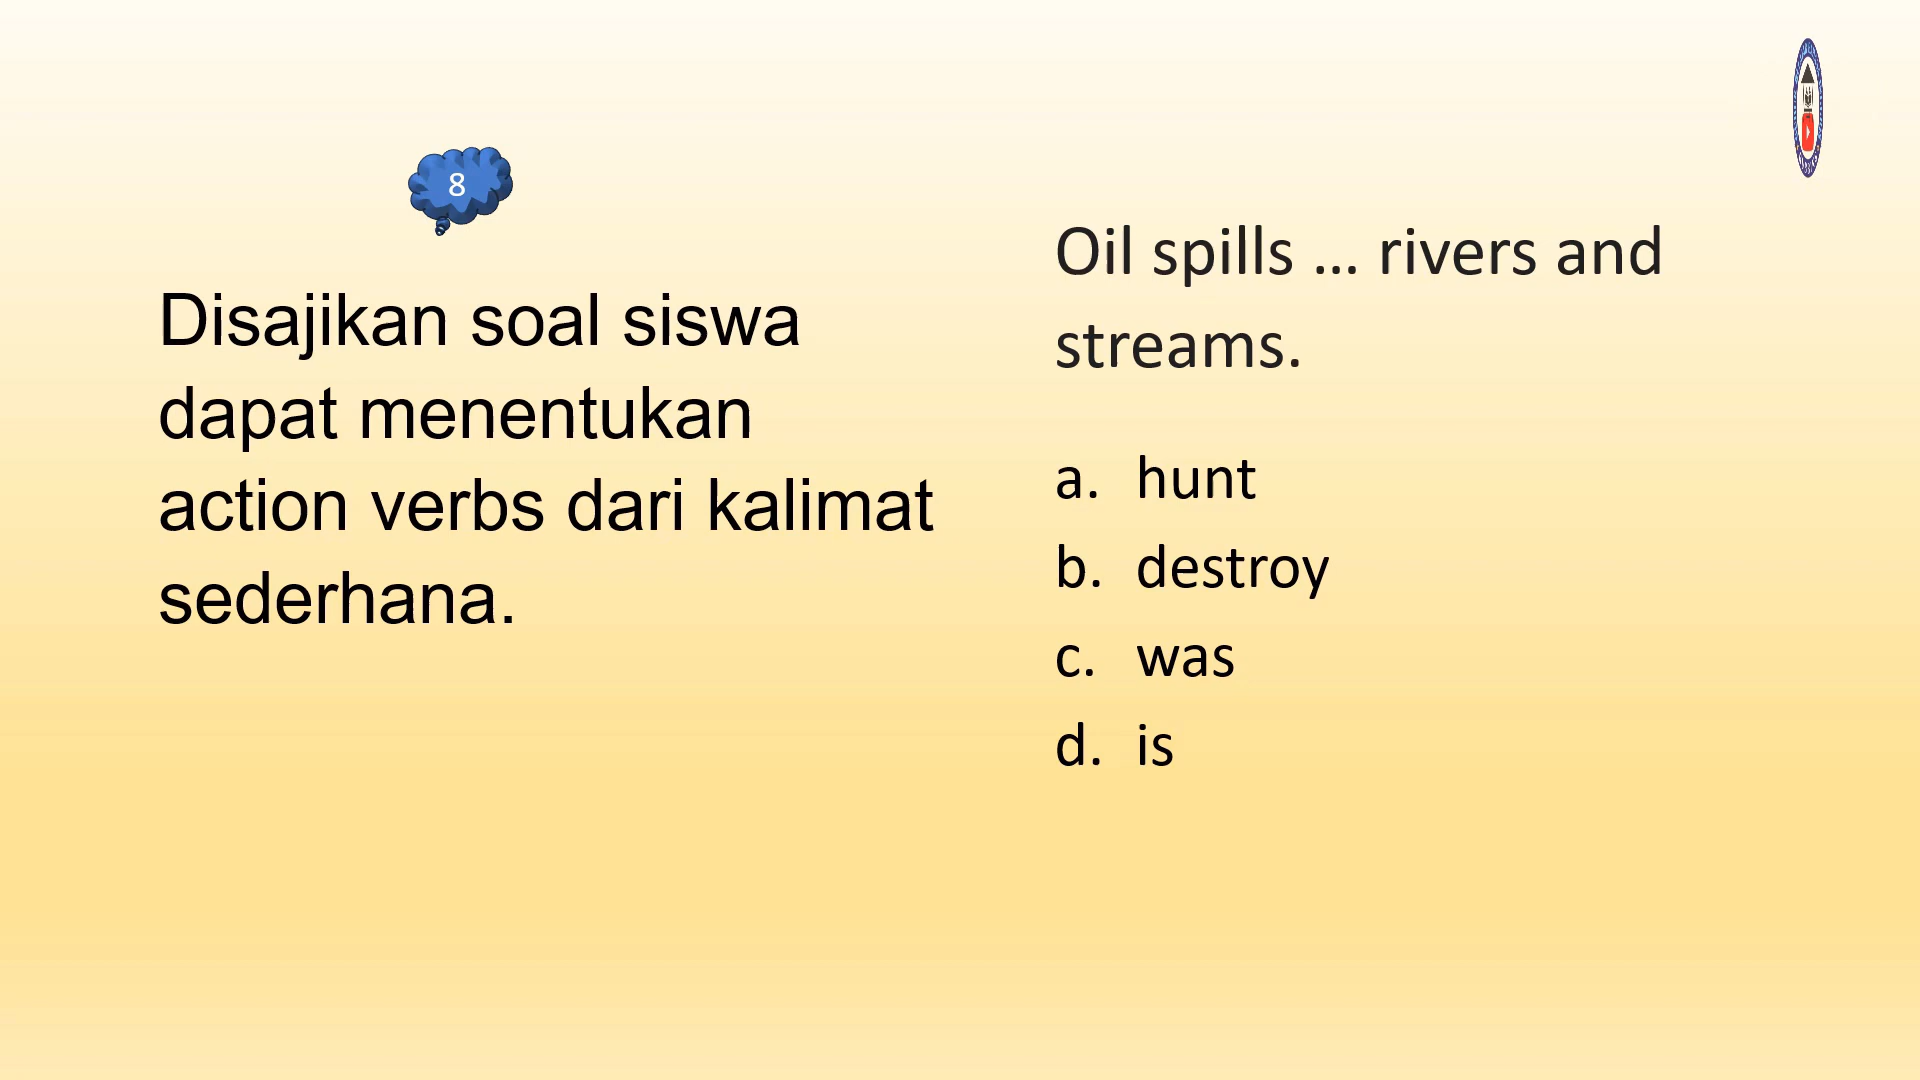 8
Disajikan soal siswa
dapat menentukan
action verbs dari kalimat
sederhana.
Oil spills … rivers and
streams.
a. hunt
b. destroy
c. was
d. is